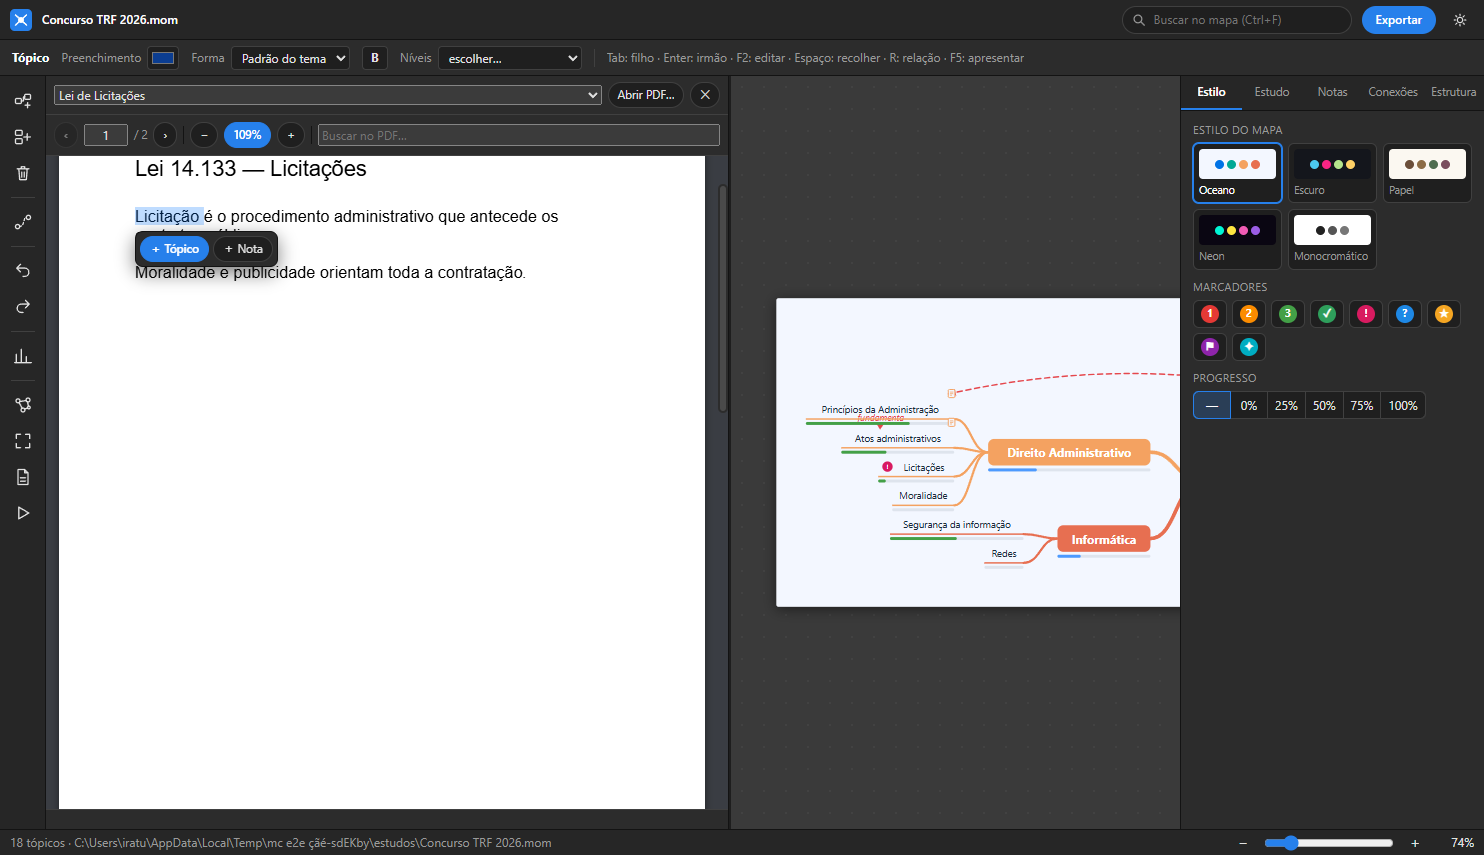 Concurso TRF 2026.mom
Buscar no mapa (Ctrl+F)
Exportar
Tópico Preenchimento Forma Padrão do tema B Níveis escolher... Tab: filho · Enter: irmão · F2: editar · Espaço: recolher · R: relação · F5: apresentar
Lei de Licitações Abrir PDF... ✕
‹ 1 / 2 › − 109% + Buscar no PDF...
Lei 14.133 — Licitações
Licitação é o procedimento administrativo que antecede os
+ Tópico + Nota
Moralidade e publicidade orientam toda a contratação.
Princípios da Administração
fundamenta
Atos administrativos
! Licitações
Moralidade
Direito Administrativo
Segurança da informação
Redes
Informática
Estilo Estudo Notas Conexões Estrutura
ESTILO DO MAPA
Oceano Escuro Papel
Neon Monocromático
MARCADORES
1 2 3 ✓ ! ? ★
PROGRESSO
— 0% 25% 50% 75% 100%
18 tópicos · C:\Users\iratu\AppData\Local\Temp\mc e2e çãé-sdEKby\estudos\Concurso TRF 2026.mom
− + 74%